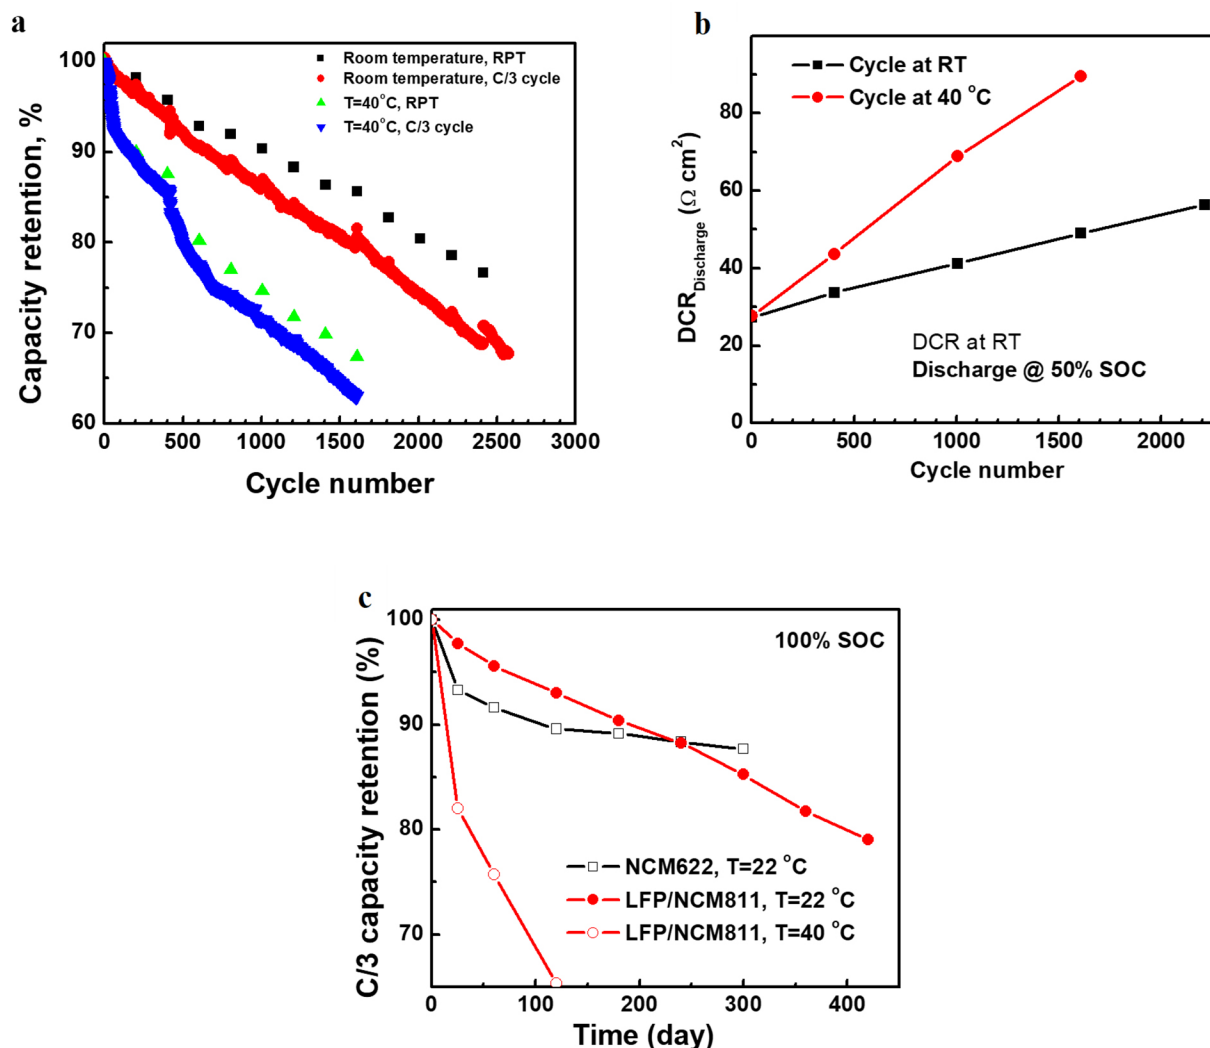 a
Capacity retention, %
100
90
80
70
60
0
500
1000
1500
2000
2500
3000
Cycle number
Room temperature, RPT
Room temperature, C/3 cycle
T=40°C, RPT
T=40°C, C/3 cycle
b
DCR_Discharge (Ω cm²)
80
60
40
20
0
0
500
1000
1500
2000
Cycle number
Cycle at RT
Cycle at 40 °C
DCR at RT
Discharge @ 50% SOC
c
C/3 capacity retention (%)
100
90
80
70
0
100
200
300
400
Time (day)
100% SOC
NCM622, T=22 °C
LFP/NCM811, T=22 °C
LFP/NCM811, T=40 °C